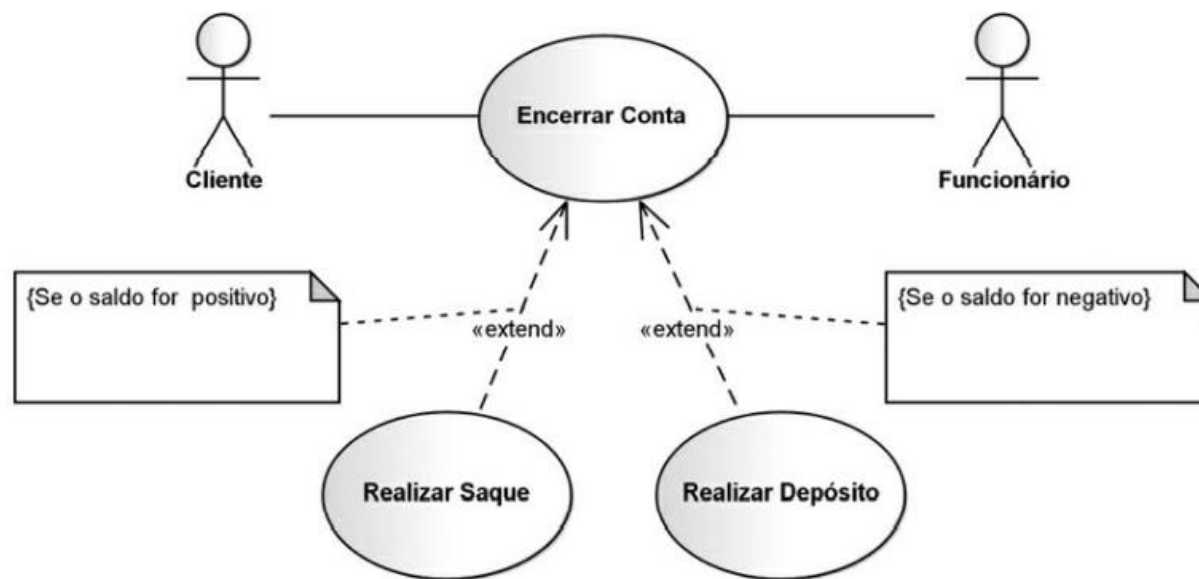 Encerrar Conta
Cliente
Funcionário
{Se o saldo for positivo}
{Se o saldo for negativo}
«extend»
«extend»
Realizar Saque
Realizar Depósito